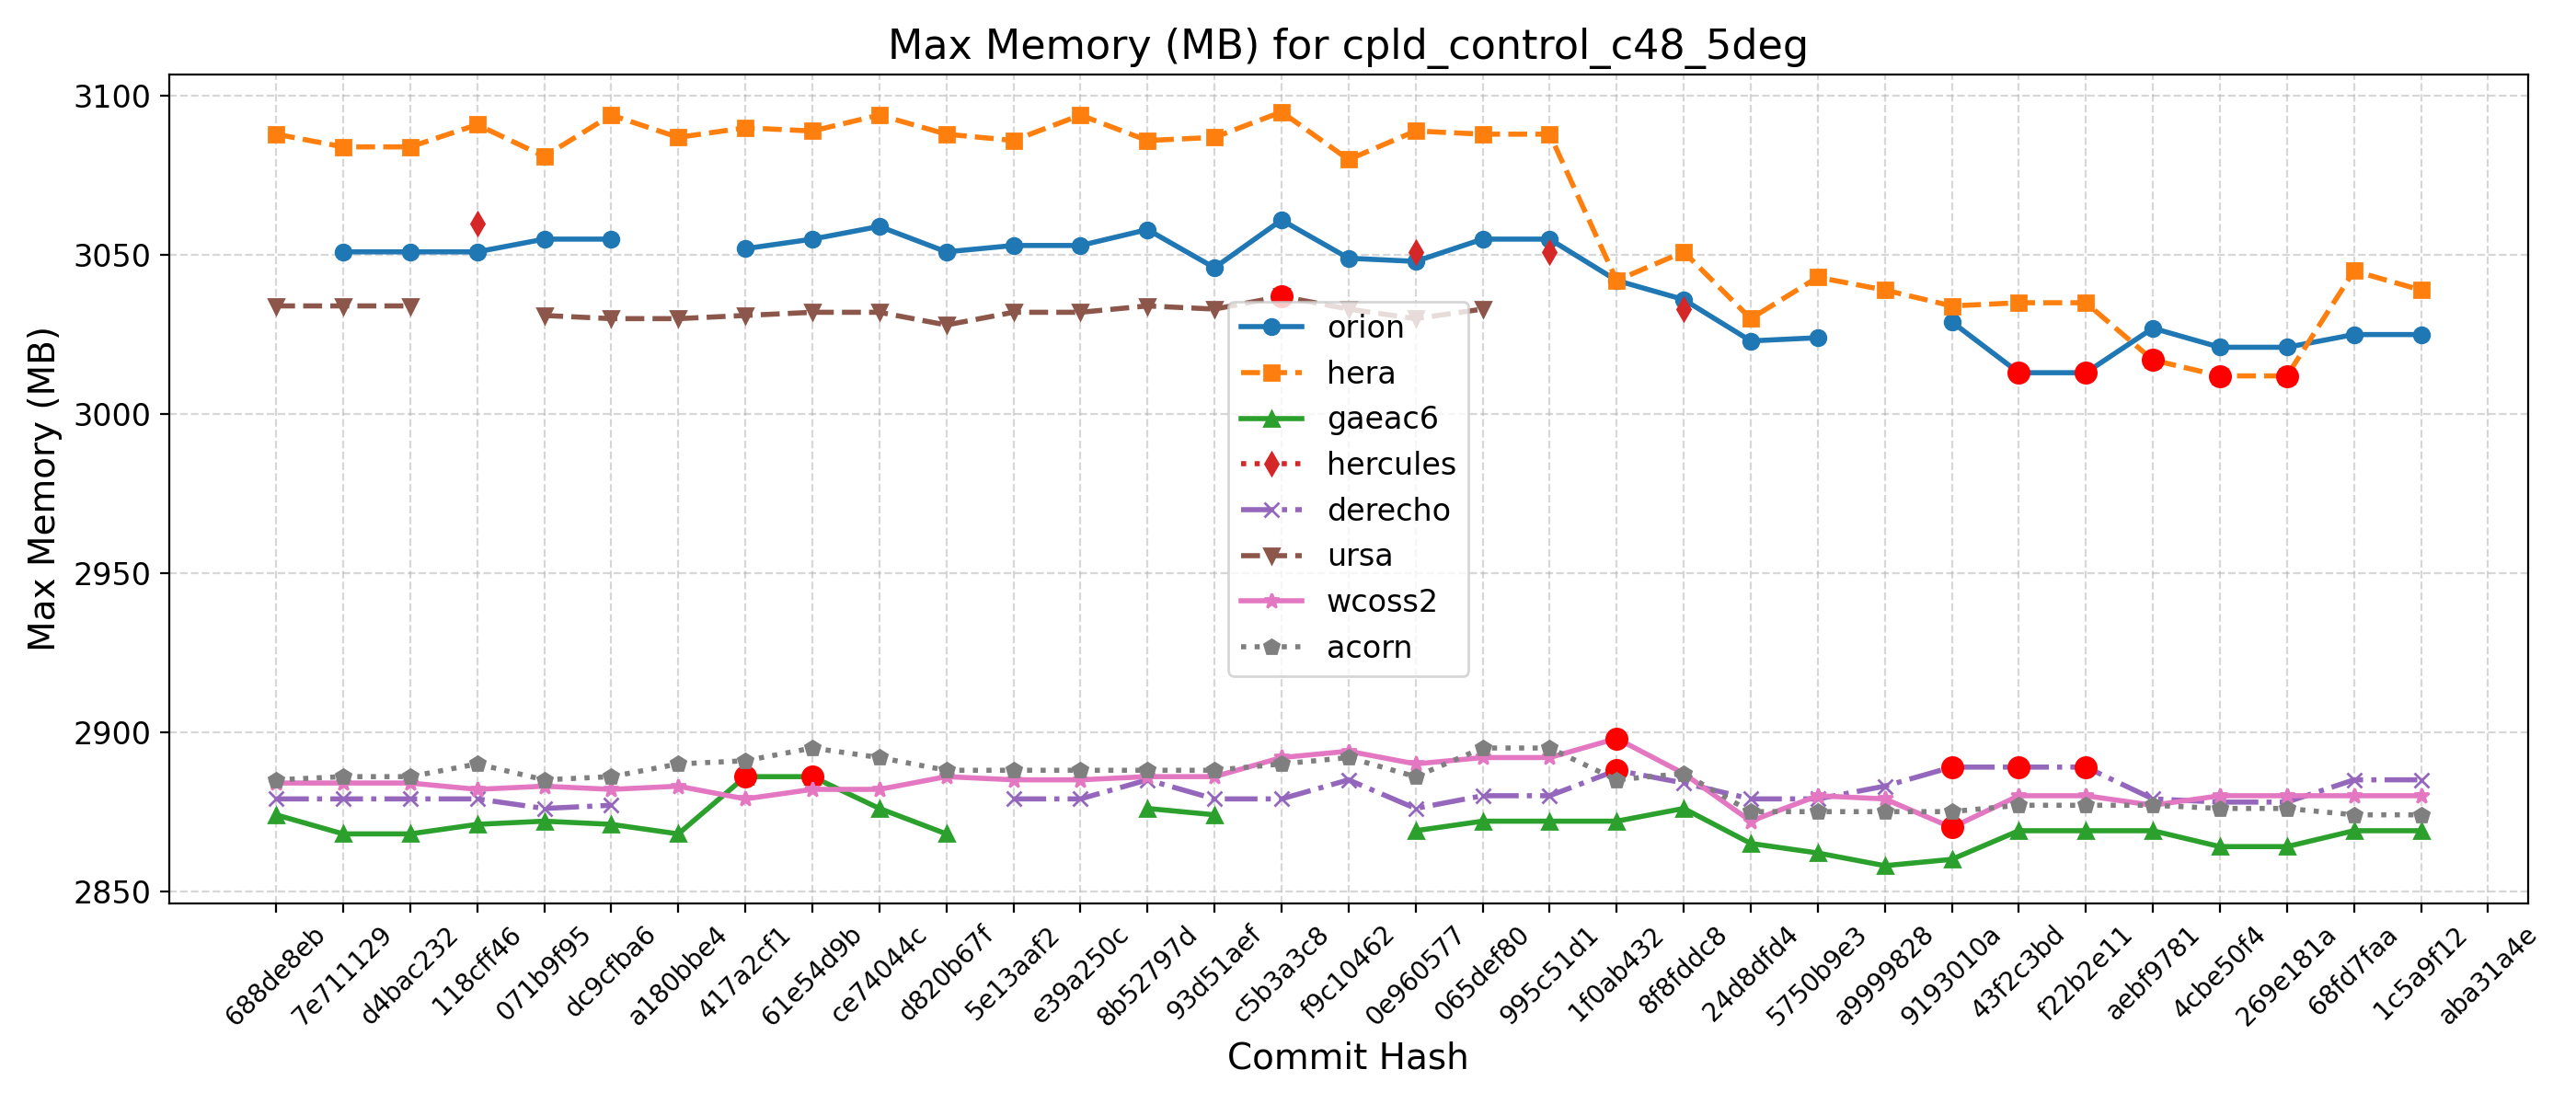 Max Memory (MB) for cpld_control_c48_5deg
Max Memory (MB)
3100
3050
3000
2950
2900
2850
orion
hera
gaeac6
hercules
derecho
ursa
wcoss2
acorn
688de8eb
7e711129
d4bac232
118cff46
071b9f95
dc9cfba6
a180bbe4
417a2cf1
61e54d9b
ce74044c
d820b67f
5e13aaf2
e39a250c
8b52797d
93d51aef
c5b3a3c8
f9c10462
0e960577
065def80
995c51d1
1f0ab432
8f8fddc8
24d8dfd4
5750b9e3
a9999828
9193010a
43f2c3bd
f22b2e11
aebf9781
4cbe50f4
269e181a
68fd7faa
1c5a9f12
aba31a4e
Commit Hash